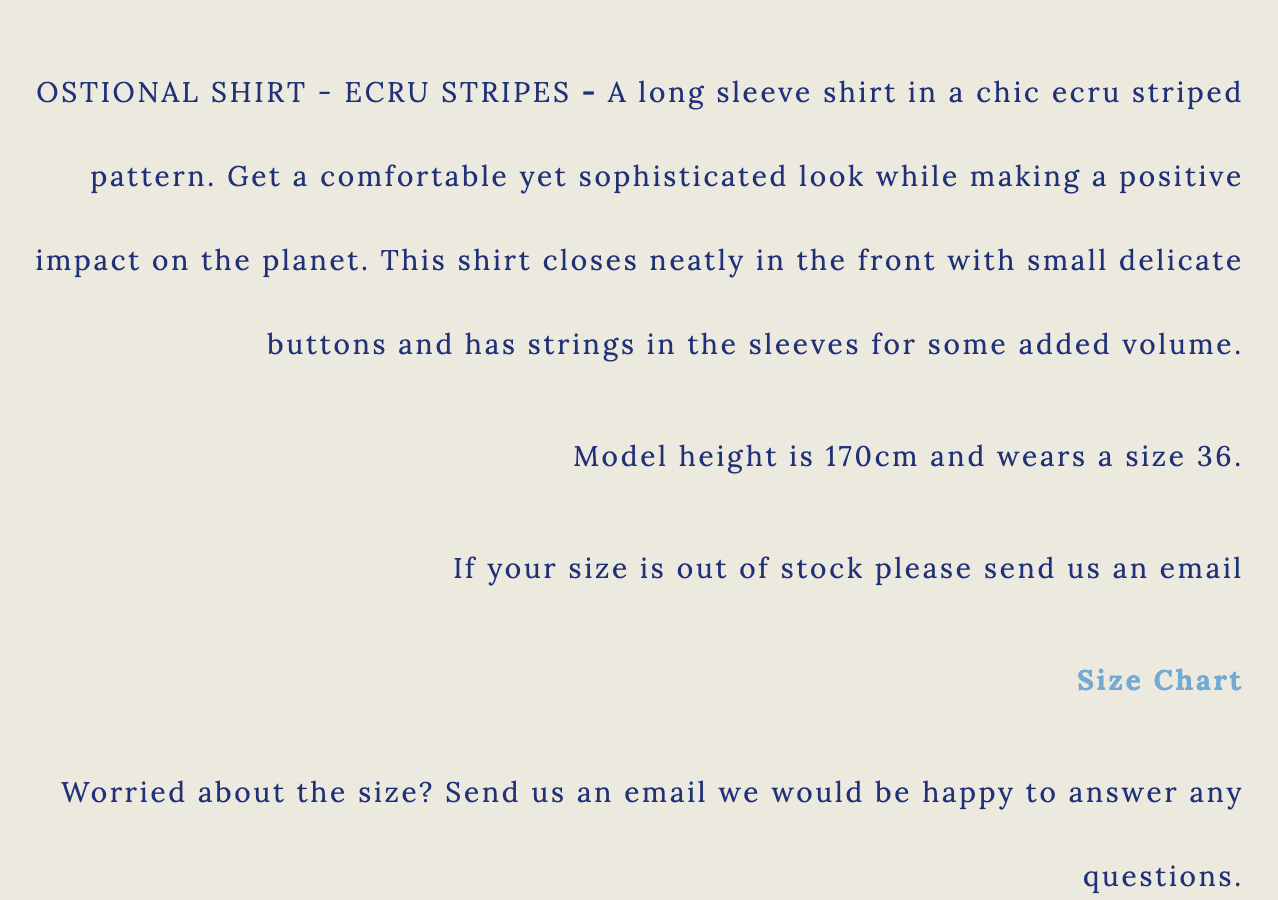 OSTIONAL SHIRT - ECRU STRIPES - A long sleeve shirt in a chic ecru striped
pattern. Get a comfortable yet sophisticated look while making a positive
impact on the planet. This shirt closes neatly in the front with small delicate
buttons and has strings in the sleeves for some added volume.
Model height is 170cm and wears a size 36.
If your size is out of stock please send us an email
Size Chart
Worried about the size? Send us an email we would be happy to answer any
questions.